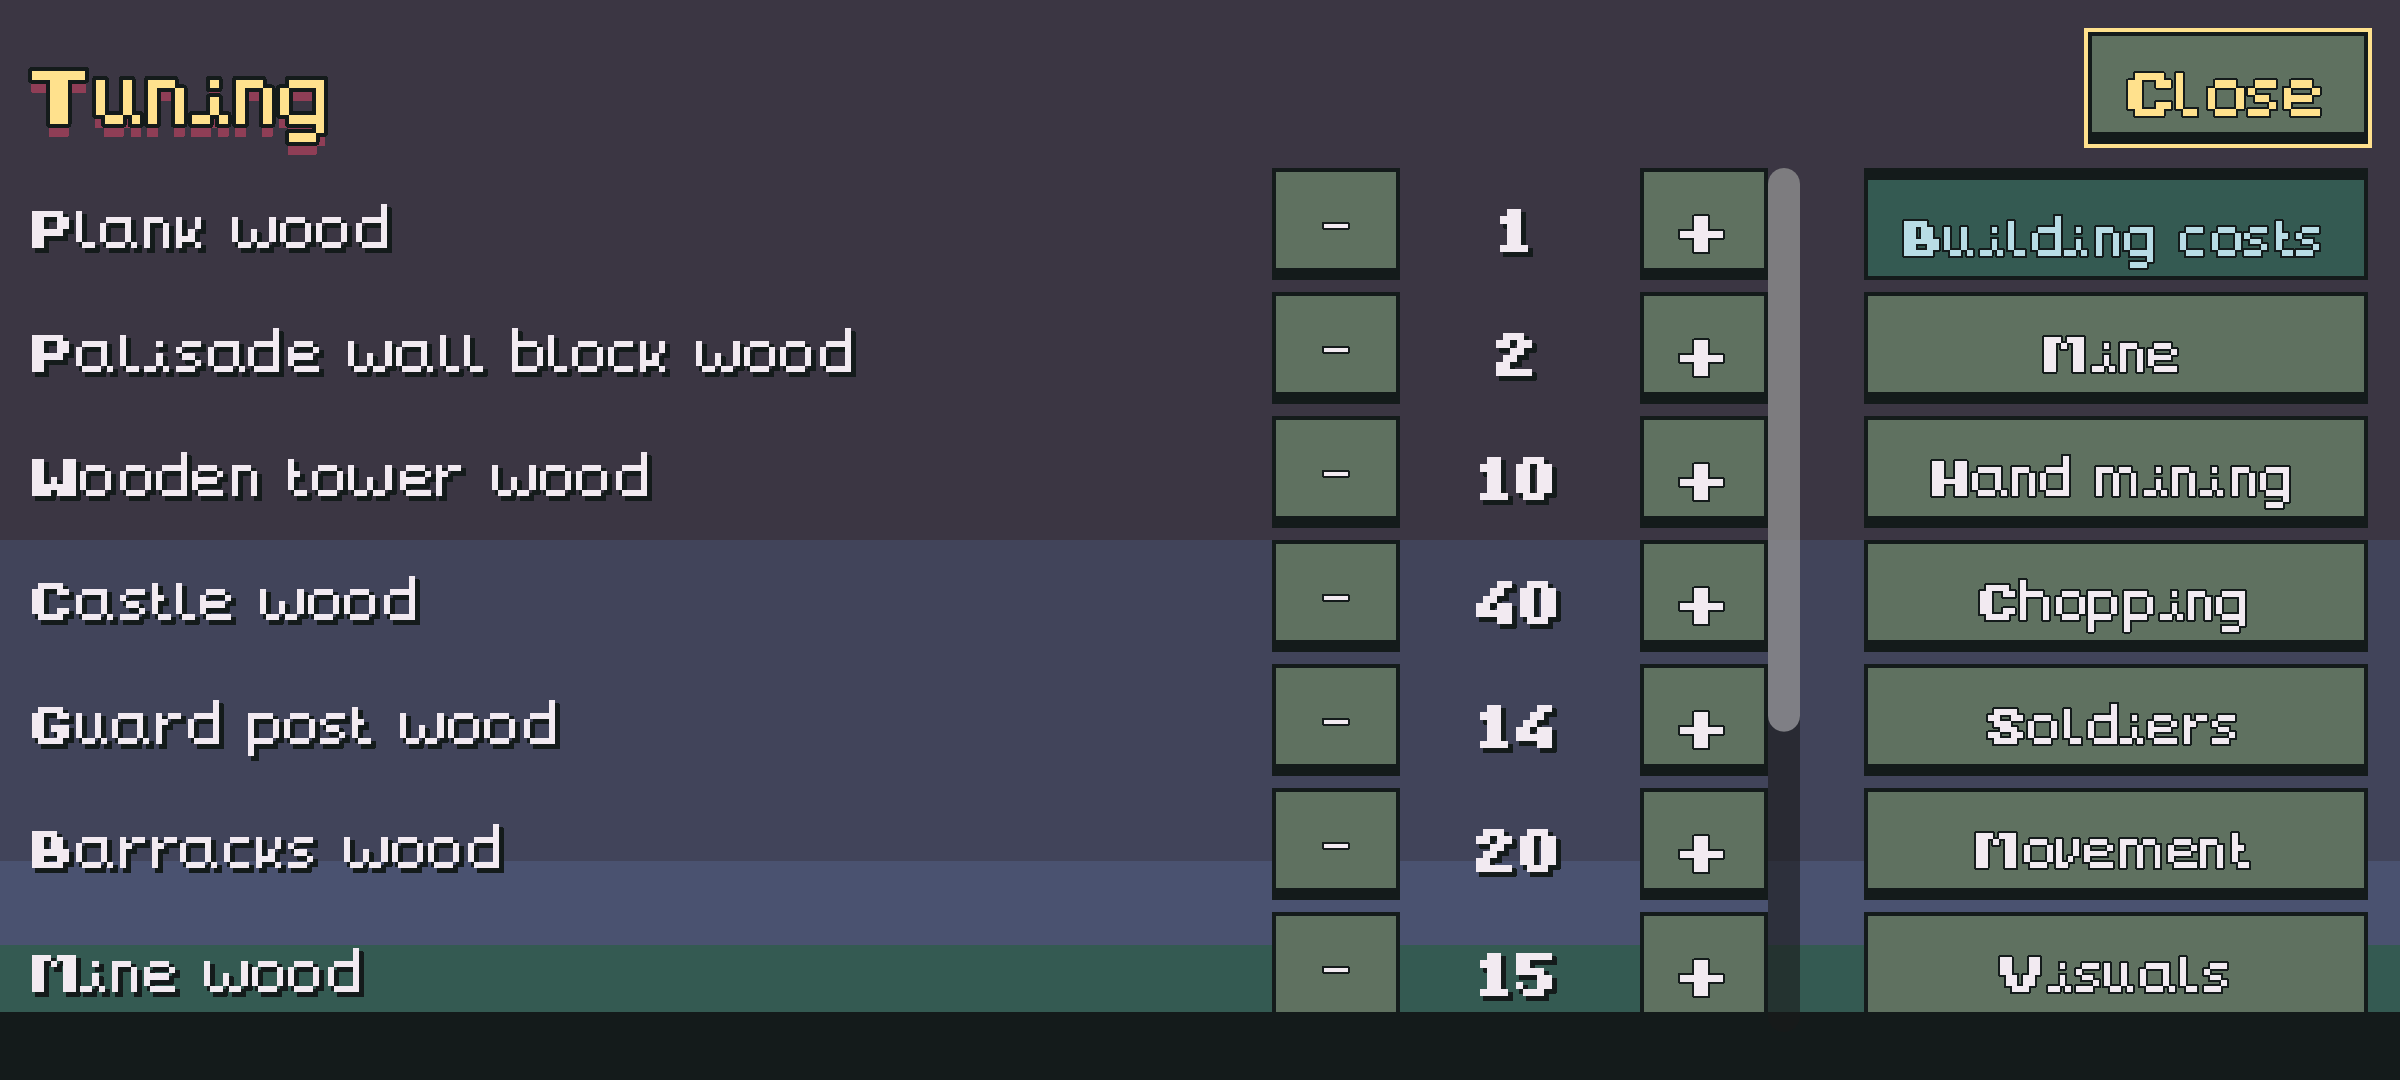 Tuning
Close
Plank wood - 1 + Building costs
Palisade wall block wood - 2 + Mine
Wooden tower wood - 10 + Hand mining
Castle wood - 40 + Chopping
Guard post wood - 14 + Soldiers
Barracks wood - 20 + Movement
Mine wood - 15 + Visuals